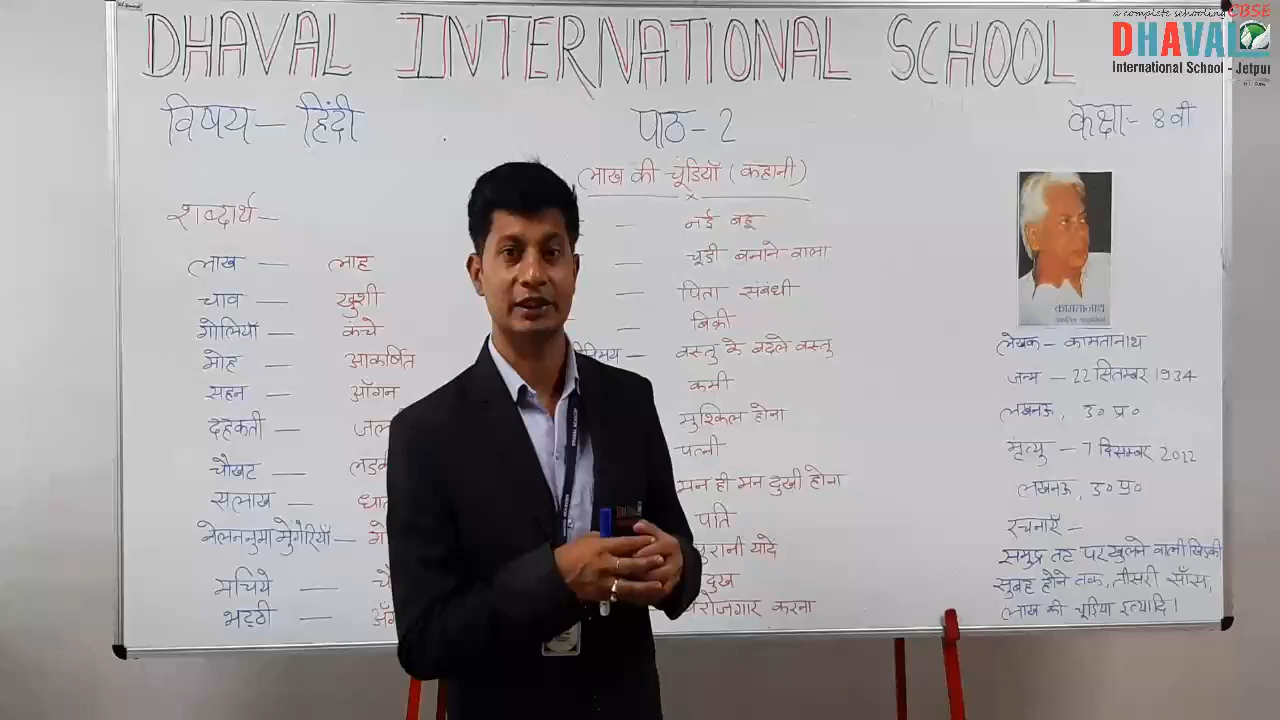 a complete schooling CBSE
DHAVAL
International School - Jetpur
DHAVAL INTERNATIONAL SCHOOL
विषय – हिंदी
पाठ - 2
कक्षा - 8 वी
लाख की चूडियाँ (कहानी)
शब्दार्थ –
लाख — लाह
चाव — खुशी
गोलियाँ — कंचे
मोह — आकर्षित
सहन — आँगन
दहकती —
चौखट —
सलाख —
बेलननुमा मुँगेरियाँ —
मचिये —
भट्ठी —
— नई बहू
— चूडी बनाने वाला
— पिता संबंधी
— बिक्री
— वस्तु के बदले वस्तु
कमी
मुश्किल होना
पत्नी
मन ही मन दुखी होना
पति
यादें
दुख
करना
कामतानाथ
लेखक - कामतानाथ
जन्म — 22 सितम्बर 1934
लखनऊ, उ० प्र०
मृत्यु - 7 दिसम्बर 2022
लखनऊ, उ० प्र०
रचनाएँ -
समुद्र तट पर खुलने वाली खिड़की
सुबह होने तक, तीसरी साँस,
लाख की चूडिया इत्यादि।